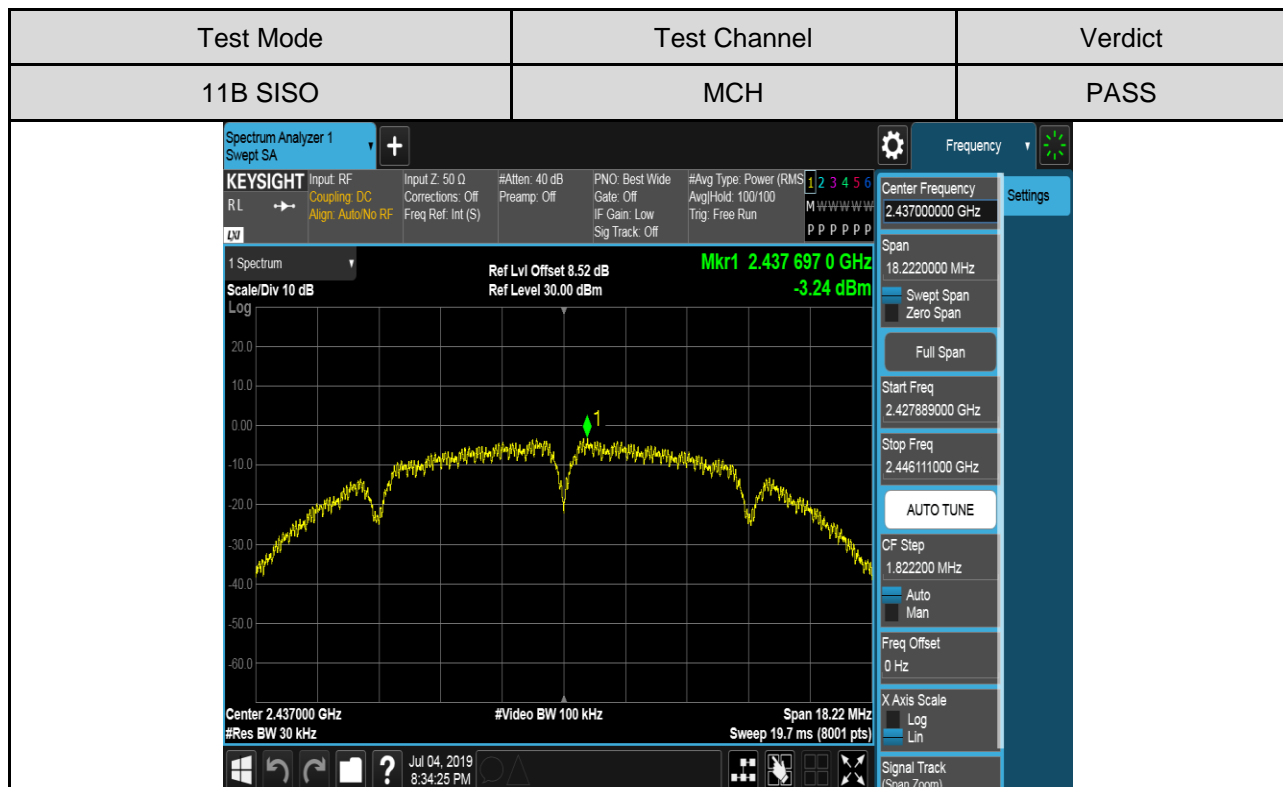 Test Mode Test Channel Verdict
11B SISO MCH PASS
Spectrum Analyzer 1
Swept SA
+
Frequency
KEYSIGHT
RL
LXI
Input: RF
Coupling: DC
Align: Auto/No RF
Input Z: 50 Ω
Corrections: Off
Freq Ref: Int (S)
#Atten: 40 dB
Preamp: Off
PNO: Best Wide
Gate: Off
IF Gain: Low
Sig Track: Off
#Avg Type: Power (RMS
Avg|Hold: 100/100
Trig: Free Run
1 2 3 4 5 6
M W W W W W
P P P P P P
1 Spectrum
Scale/Div 10 dB
Ref Lvl Offset 8.52 dB
Ref Level 30.00 dBm
Mkr1 2.437 697 0 GHz
-3.24 dBm
Log
20.0
10.0
0.00
-10.0
-20.0
-30.0
-40.0
-50.0
-60.0
1
Center 2.437000 GHz
#Res BW 30 kHz
#Video BW 100 kHz
Span 18.22 MHz
Sweep 19.7 ms (8001 pts)
?
Jul 04, 2019
8:34:25 PM
Center Frequency
2.437000000 GHz
Span
18.2220000 MHz
Swept Span
Zero Span
Full Span
Start Freq
2.427889000 GHz
Stop Freq
2.446111000 GHz
AUTO TUNE
CF Step
1.822200 MHz
Auto
Man
Freq Offset
0 Hz
X Axis Scale
Log
Lin
Signal Track
(Span Zoom)
Settings